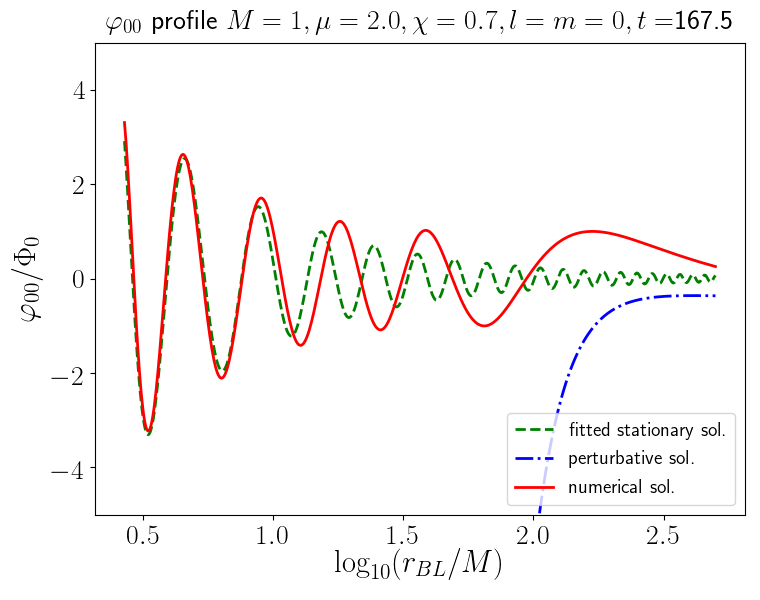 φ₀₀ profile M = 1, μ = 2.0, χ = 0.7, l = m = 0, t =167.5
φ₀₀/Φ₀
4
2
0
−2
−4
fitted stationary sol.
perturbative sol.
numerical sol.
0.5 1.0 1.5 2.0 2.5
log₁₀(r_BL/M)